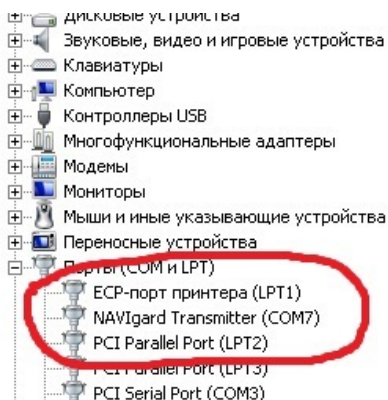 Дисковые устройства
Звуковые, видео и игровые устройства
Клавиатуры
Компьютер
Контроллеры USB
Многофункциональные адаптеры
Модемы
Мониторы
Мыши и иные указывающие устройства
Переносные устройства
Порты (COM и LPT)
ECP-порт принтера (LPT1)
NAVIgard Transmitter (COM7)
PCI Parallel Port (LPT2)
PCI Parallel Port (LPT3)
PCI Serial Port (COM3)